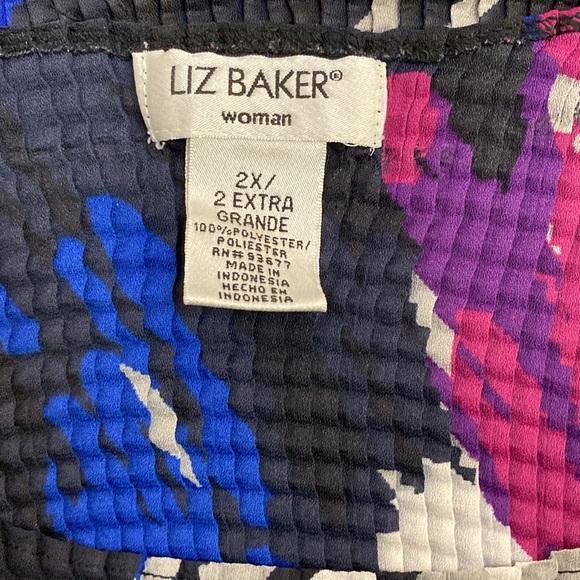 LIZ BAKER®
woman
2X/
2 EXTRA
GRANDE
100%POLYESTER/
POLIESTER
RN# 93677
MADE IN
INDONESIA
HECHO EN
INDONESIA